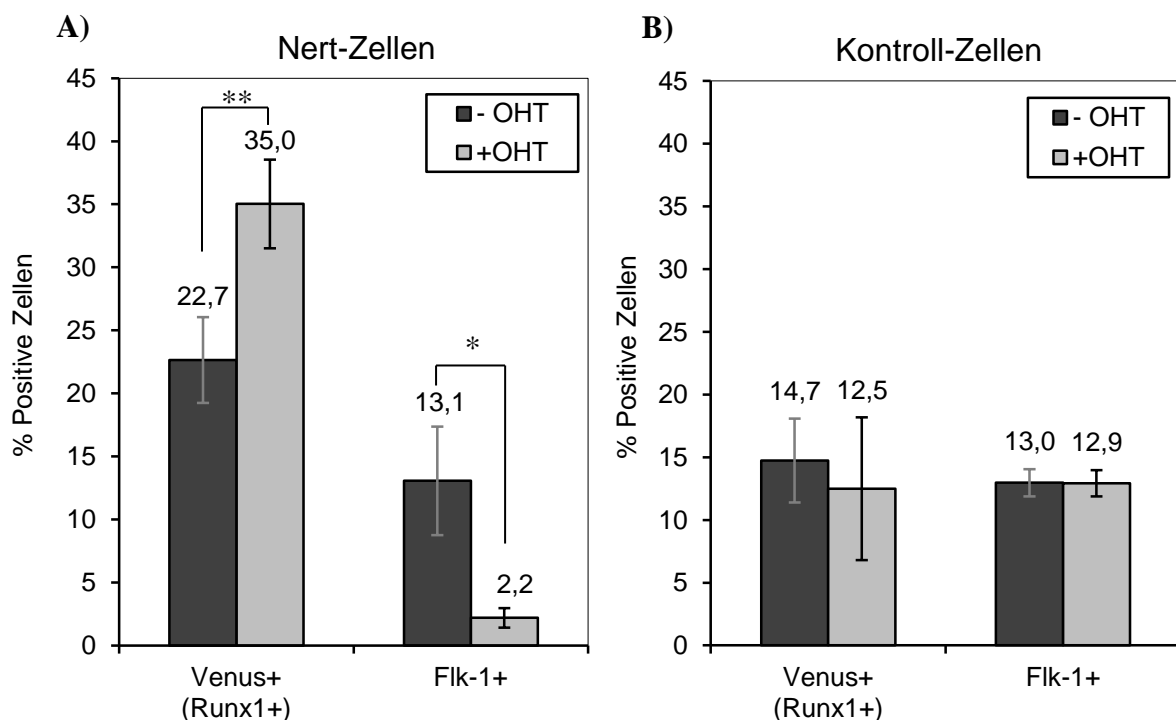 A)
Nert-Zellen
- OHT
+OHT
**
*
% Positive Zellen
45
40
35
30
25
20
15
10
5
0
22,7
35,0
13,1
2,2
Venus+
(Runx1+)
Flk-1+
B)
Kontroll-Zellen
- OHT
+OHT
% Positive Zellen
45
40
35
30
25
20
15
10
5
0
14,7
12,5
13,0
12,9
Venus+
(Runx1+)
Flk-1+